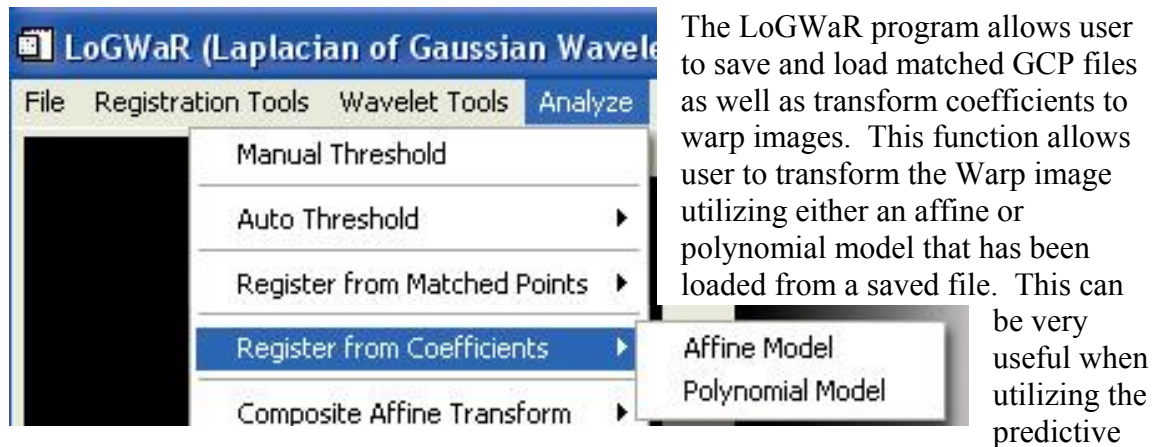 LoGWaR (Laplacian of Gaussian Wavele
File Registration Tools Wavelet Tools Analyze
Manual Threshold
Auto Threshold
Register from Matched Points
Register from Coefficients
Affine Model
Polynomial Model
Composite Affine Transform
The LoGWaR program allows user
to save and load matched GCP files
as well as transform coefficients to
warp images.  This function allows
user to transform the Warp image
utilizing either an affine or
polynomial model that has been
loaded from a saved file.  This can
be very
useful when
utilizing the
predictive